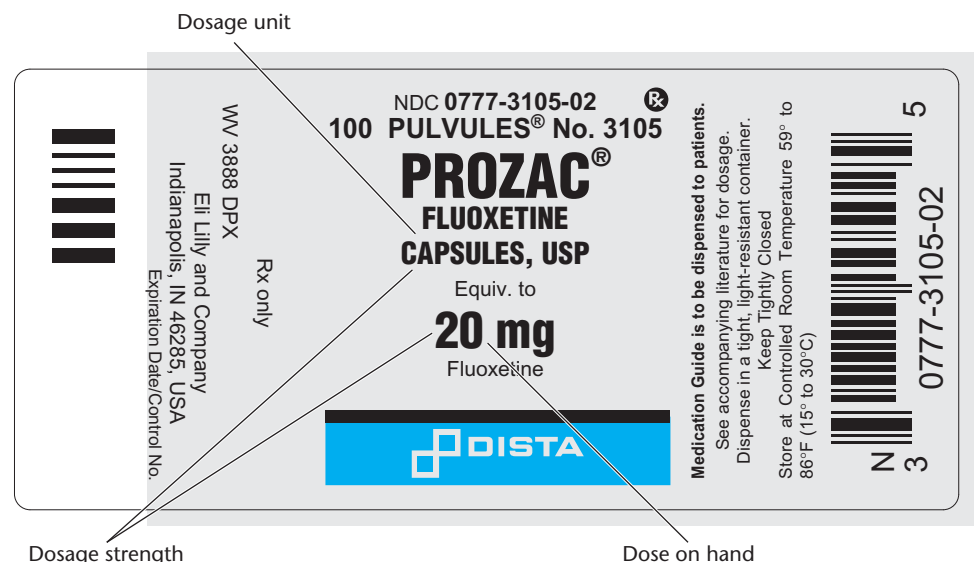 Dosage unit
WV 3888 DPX
Eli Lilly and Company
Indianapolis, IN 46285, USA
Expiration Date/Control No.
Rx only
NDC 0777-3105-02 Rx
100 PULVULES® No. 3105
PROZAC®
FLUOXETINE
CAPSULES, USP
Equiv. to
20 mg
Fluoxetine
DISTA
Medication Guide is to be dispensed to patients.
See accompanying literature for dosage.
Dispense in a tight, light-resistant container.
Keep Tightly Closed
Store at Controlled Room Temperature 59° to
86°F (15° to 30°C)
N
3
0777-3105-02
5
Dosage strength
Dose on hand